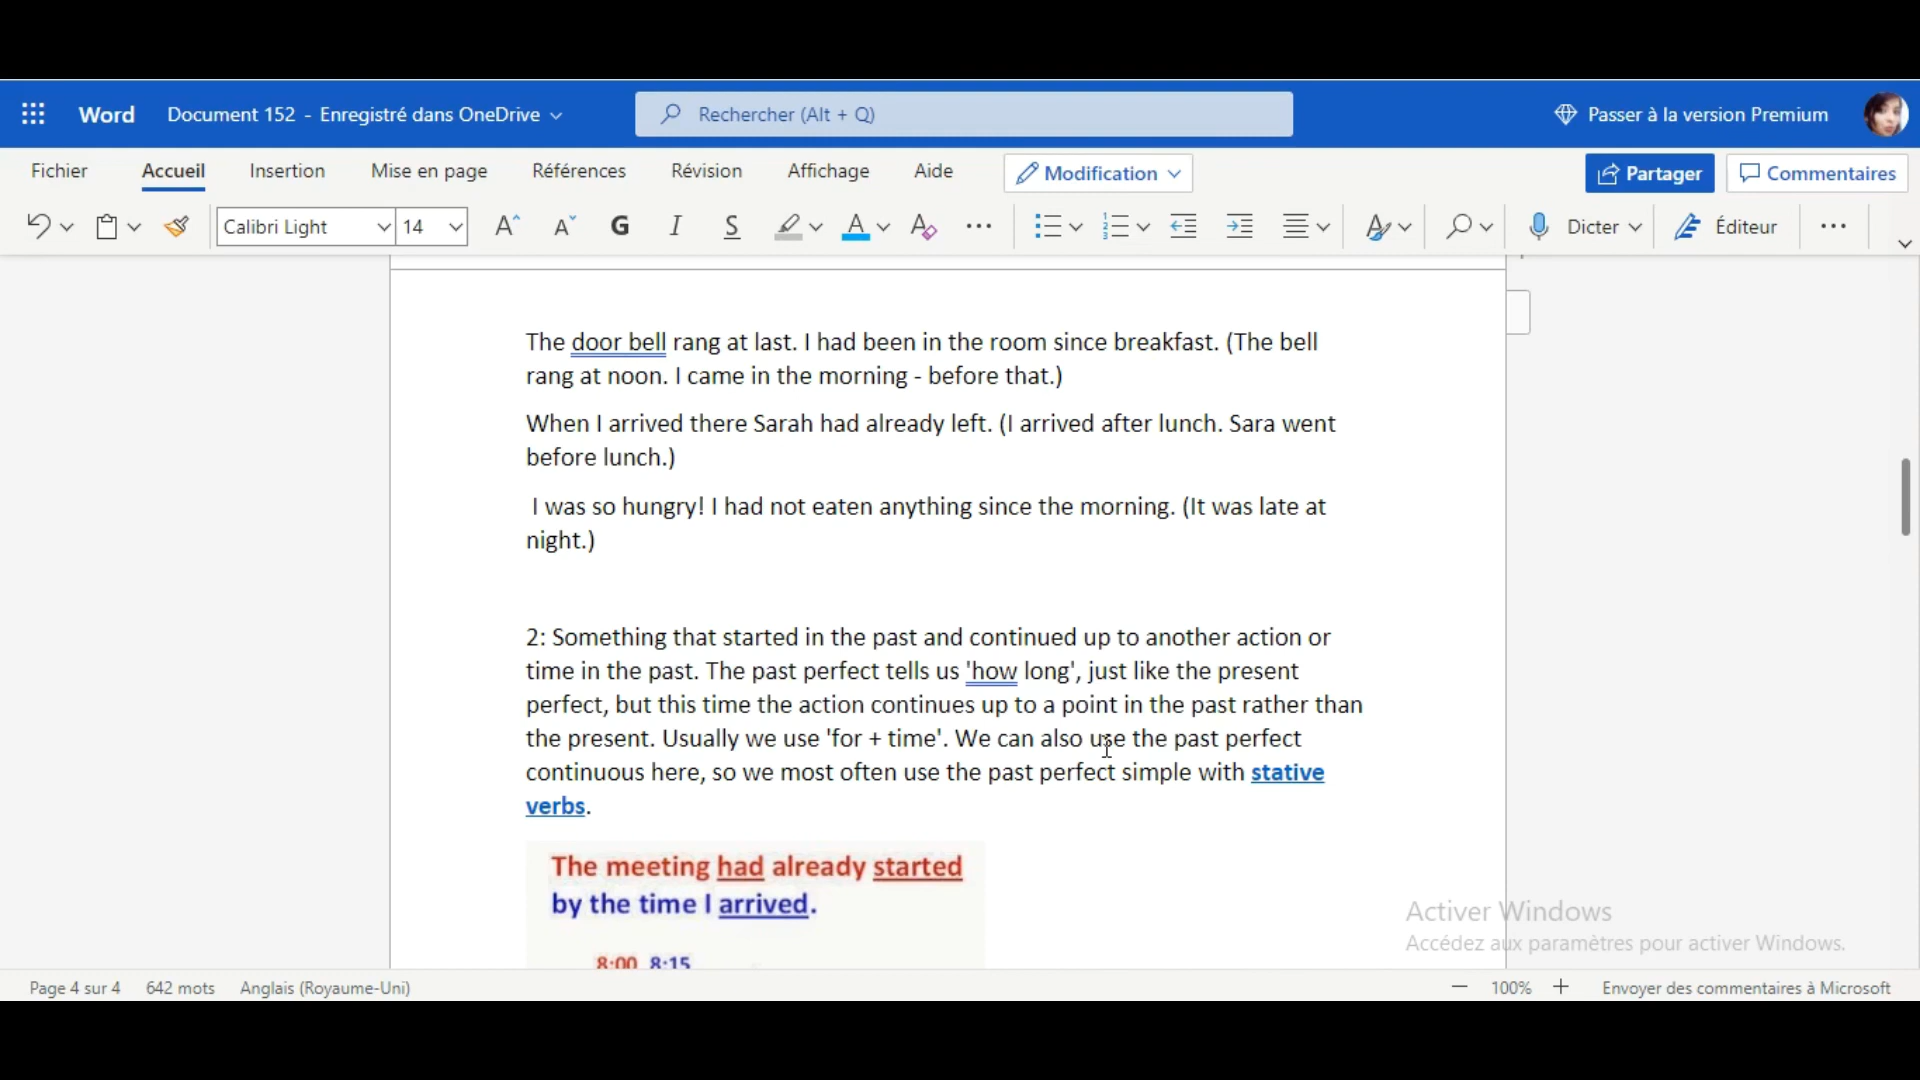 Word Document 152 - Enregistré dans OneDrive Rechercher (Alt + Q) Passer à la version Premium
Fichier Accueil Insertion Mise en page Références Révision Affichage Aide Modification Partager Commentaires
Calibri Light 14 A A G I S A A Dicter Éditeur
The door bell rang at last. I had been in the room since breakfast. (The bell
rang at noon. I came in the morning - before that.)
When I arrived there Sarah had already left. (I arrived after lunch. Sara went
before lunch.)
I was so hungry! I had not eaten anything since the morning. (It was late at
night.)
2: Something that started in the past and continued up to another action or
time in the past. The past perfect tells us 'how long', just like the present
perfect, but this time the action continues up to a point in the past rather than
the present. Usually we use 'for + time'. We can also use the past perfect
continuous here, so we most often use the past perfect simple with stative
verbs.
The meeting had already started
by the time I arrived.
8:00 8:15
Activer Windows
Accédez aux paramètres pour activer Windows.
Page 4 sur 4 642 mots Anglais (Royaume-Uni) 100% Envoyer des commentaires à Microsoft